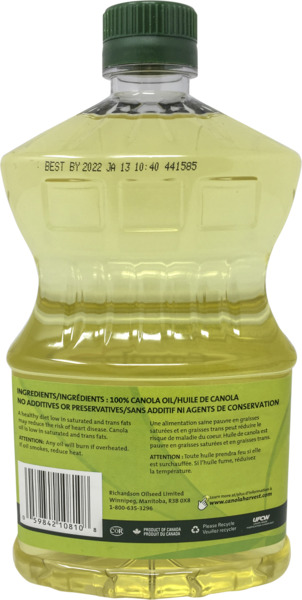 BEST BY 2022 JA 13 10:40 441585
INGREDIENTS/INGRÉDIENTS : 100% CANOLA OIL/HUILE DE CANOLA
NO ADDITIVES OR PRESERVATIVES/SANS ADDITIF NI AGENTS DE CONSERVATION
A healthy diet low in saturated and trans fats
may reduce the risk of heart disease. Canola
oil is low in saturated and trans fats.
ATTENTION: Any oil will burn if overheated.
If oil smokes, reduce heat.
Une alimentation saine pauvre en graisses
saturées et en graisses trans peut réduire le
risque de maladie du coeur. Huile de canola est
pauvre en graisses saturées et en graisses trans.
ATTENTION : Toute huile prendra feu si elle
est surchauffée. Si l'huile fume, réduisez
la température.
Richardson Oilseed Limited
Winnipeg, Manitoba, R3B 0X8
1-800-635-3296
www.canolaharvest.com
0 59842 10810 8
COR
PRODUCT OF CANADA
PRODUIT DU CANADA
Please Recycle
Veuillez recycler
UFCW